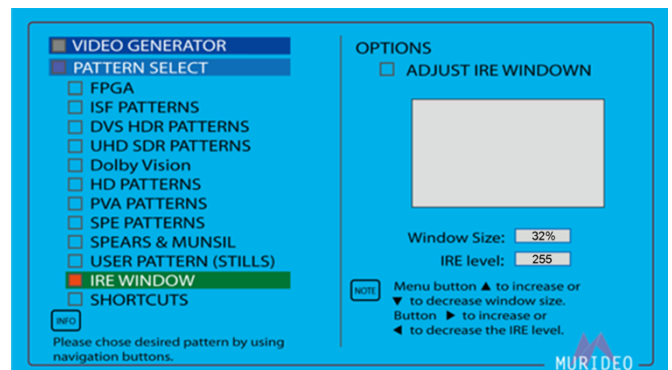 VIDEO GENERATOR
PATTERN SELECT
FPGA
ISF PATTERNS
DVS HDR PATTERNS
UHD SDR PATTERNS
Dolby Vision
HD PATTERNS
PVA PATTERNS
SPE PATTERNS
SPEARS & MUNSIL
USER PATTERN (STILLS)
IRE WINDOW
SHORTCUTS
INFO
Please chose desired pattern by using
navigation buttons.
OPTIONS
ADJUST IRE WINDOWN
Window Size: 32%
IRE level: 255
NOTE
Menu button ▲ to increase or
▼ to decrease window size.
Button ► to increase or
◄ to decrease the IRE level.
MURIDEO